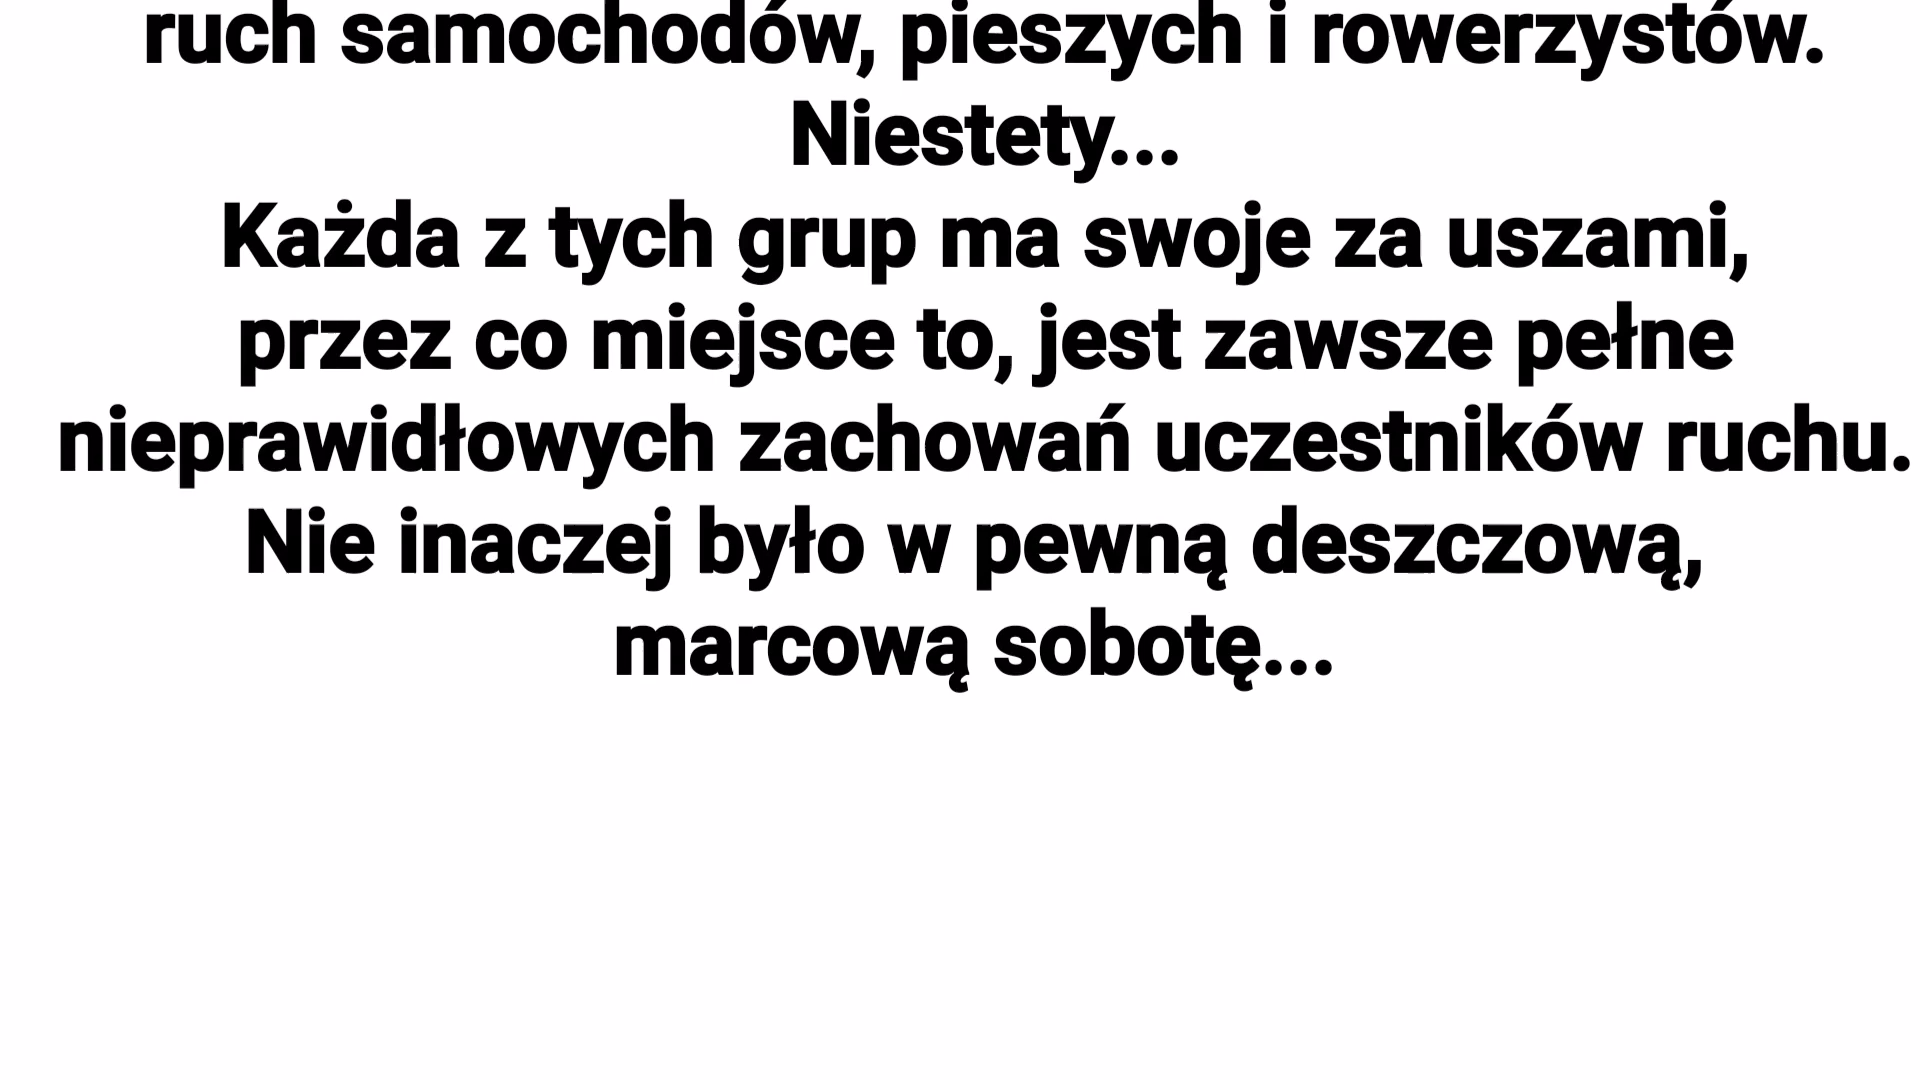 ruch samochodów, pieszych i rowerzystów.
Niestety...
Każda z tych grup ma swoje za uszami,
przez co miejsce to, jest zawsze pełne
nieprawidłowych zachowań uczestników ruchu.
Nie inaczej było w pewną deszczową,
marcową sobotę...